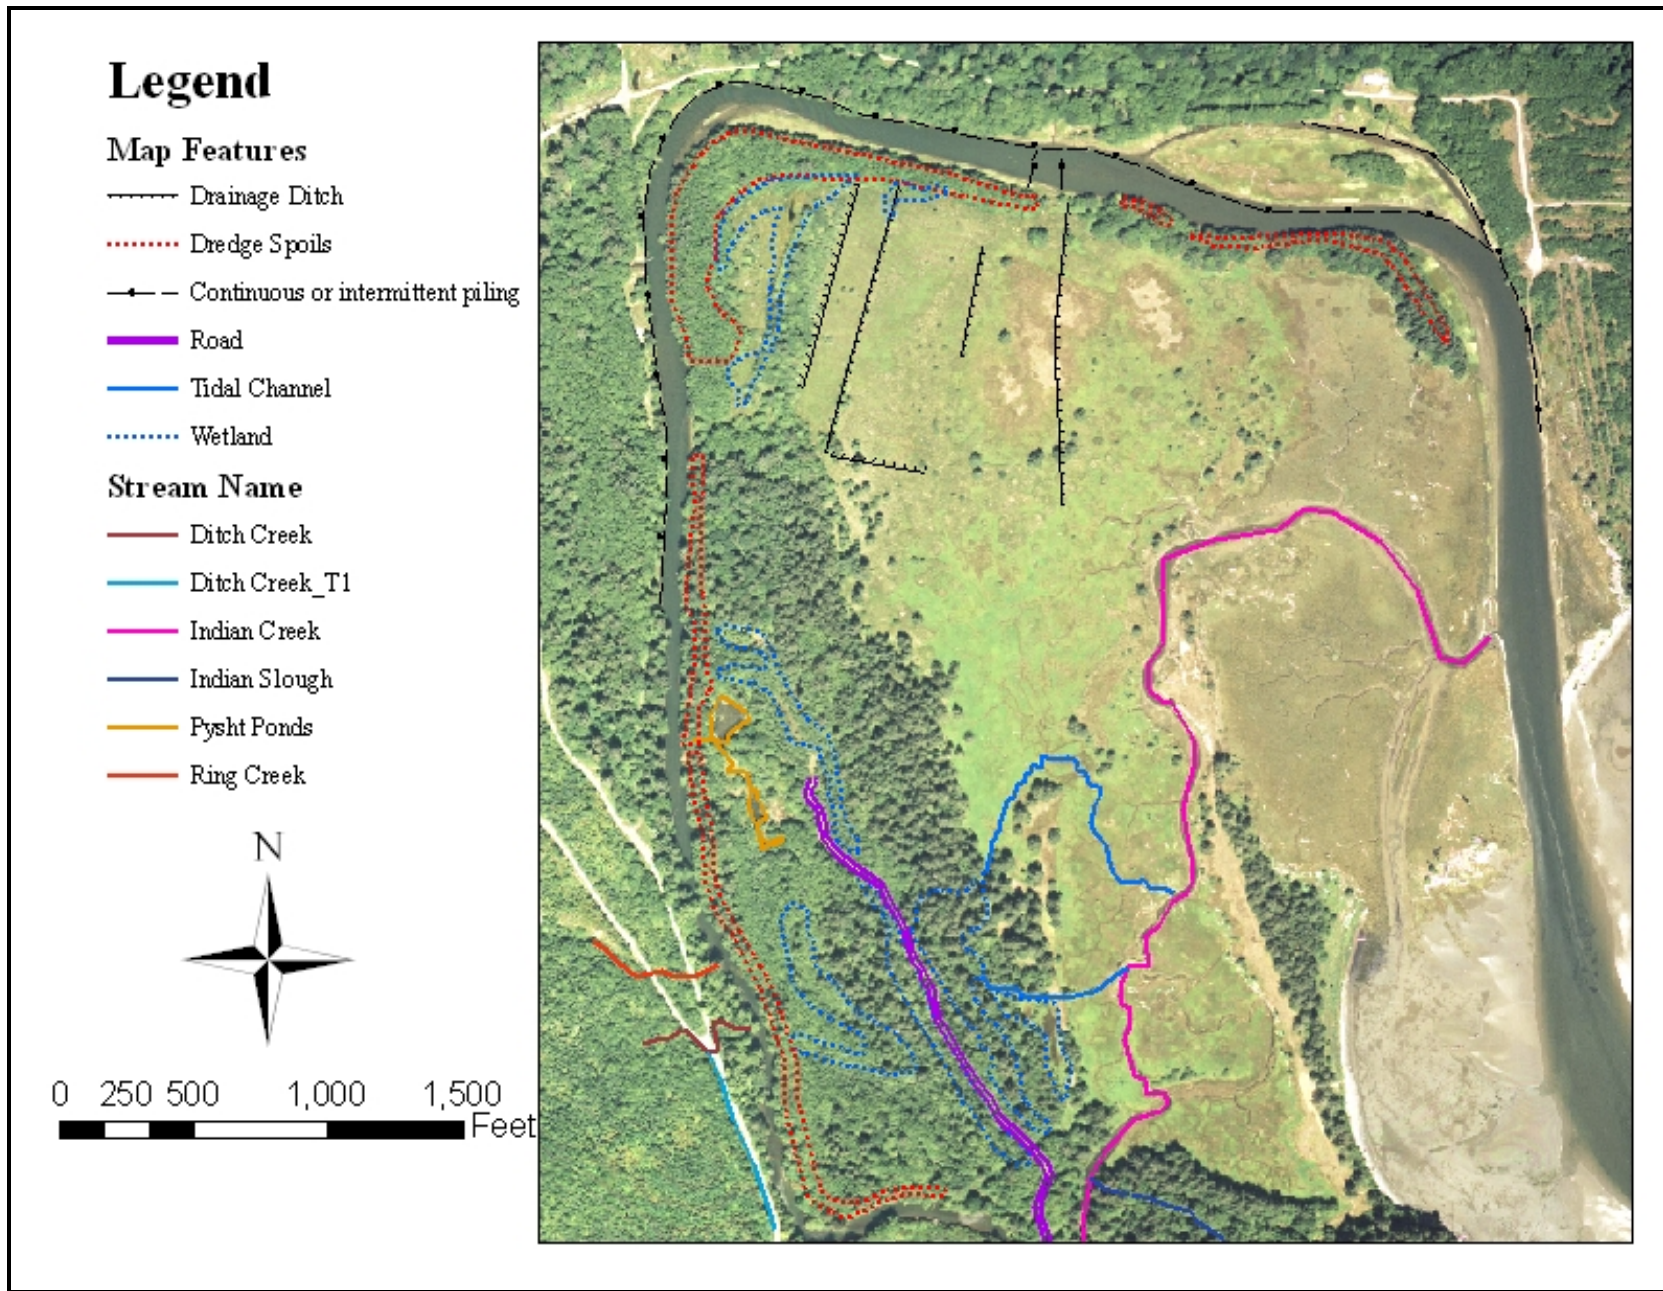 Legend
Map Features
Drainage Ditch
Dredge Spoils
Continuous or intermittent piling
Road
Tidal Channel
Wetland
Stream Name
Ditch Creek
Ditch Creek_T1
Indian Creek
Indian Slough
Pysht Ponds
Ring Creek
N
0 250 500 1,000 1,500
Feet